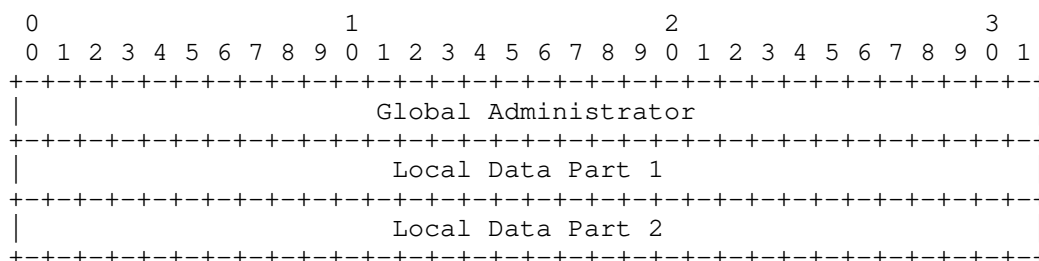 0                   1                   2                   3
 0 1 2 3 4 5 6 7 8 9 0 1 2 3 4 5 6 7 8 9 0 1 2 3 4 5 6 7 8 9 0 1
+-+-+-+-+-+-+-+-+-+-+-+-+-+-+-+-+-+-+-+-+-+-+-+-+-+-+-+-+-+-+-+--
|                      Global Administrator                     |
+-+-+-+-+-+-+-+-+-+-+-+-+-+-+-+-+-+-+-+-+-+-+-+-+-+-+-+-+-+-+-+--
|                       Local Data Part 1                       |
+-+-+-+-+-+-+-+-+-+-+-+-+-+-+-+-+-+-+-+-+-+-+-+-+-+-+-+-+-+-+-+--
|                       Local Data Part 2                       |
+-+-+-+-+-+-+-+-+-+-+-+-+-+-+-+-+-+-+-+-+-+-+-+-+-+-+-+-+-+-+-+--